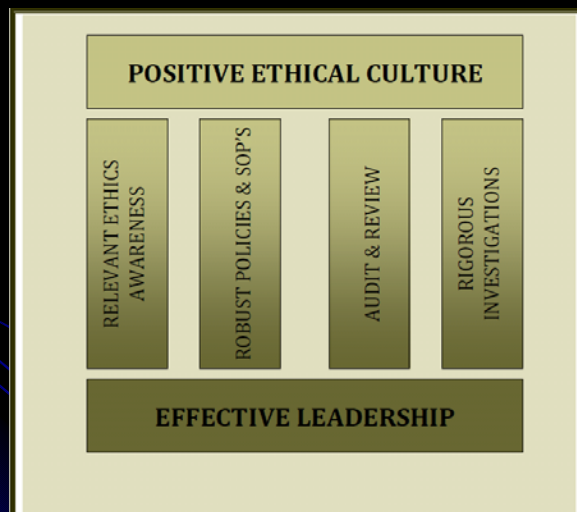 POSITIVE ETHICAL CULTURE
RELEVANT ETHICS
AWARENESS
ROBUST POLICIES & SOP'S
AUDIT & REVIEW
RIGOROUS
INVESTIGATIONS
EFFECTIVE LEADERSHIP